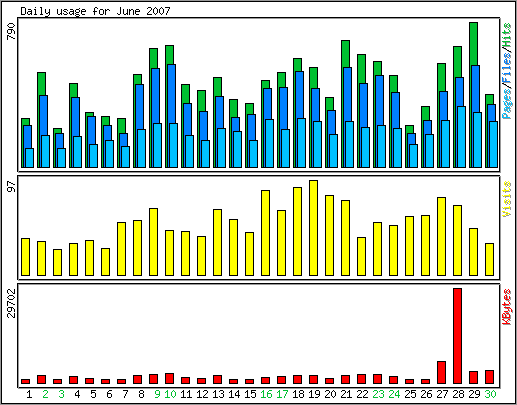 Daily usage for June 2007
790
Pages/Files/Hits
97
Visits
29702
KBytes
1 2 3 4 5 6 7 8 9 10 11 12 13 14 15 16 17 18 19 20 21 22 23 24 25 26 27 28 29 30